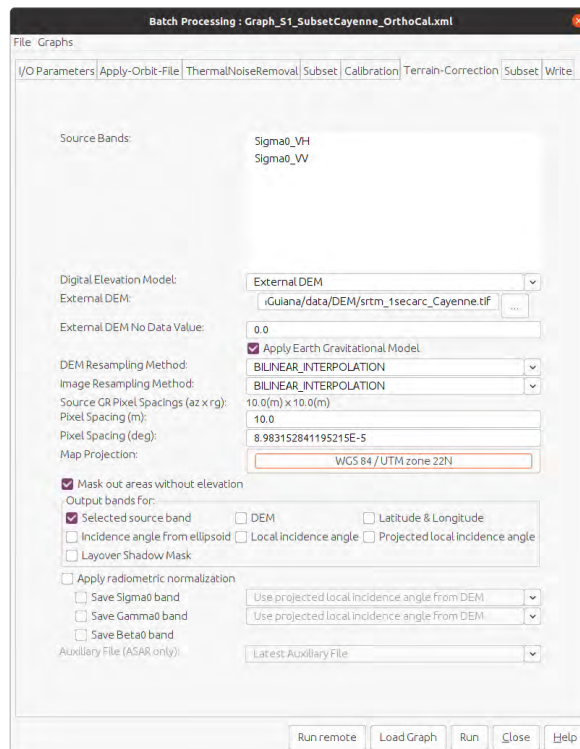 Batch Processing : Graph_S1_SubsetCayenne_OrthoCal.xml
File Graphs
I/O Parameters Apply-Orbit-File ThermalNoiseRemoval Subset Calibration Terrain-Correction Subset Write
Source Bands:
Sigma0_VH
Sigma0_VV
Digital Elevation Model: External DEM
External DEM: Guiana/data/DEM/srtm_1secarc_Cayenne.tif ...
External DEM No Data Value: 0.0
Apply Earth Gravitational Model
DEM Resampling Method: BILINEAR_INTERPOLATION
Image Resampling Method: BILINEAR_INTERPOLATION
Source GR Pixel Spacings (az x rg): 10.0(m) x 10.0(m)
Pixel Spacing (m): 10.0
Pixel Spacing (deg): 8.983152841195215E-5
Map Projection: WGS 84 / UTM zone 22N
Mask out areas without elevation
Output bands for:
Selected source band DEM Latitude & Longitude
Incidence angle from ellipsoid Local incidence angle Projected local incidence angle
Layover Shadow Mask
Apply radiometric normalization
Save Sigma0 band Use projected local incidence angle from DEM
Save Gamma0 band Use projected local incidence angle from DEM
Save Beta0 band
Auxiliary File (ASAR only): Latest Auxiliary File
Run remote Load Graph Run Close Help